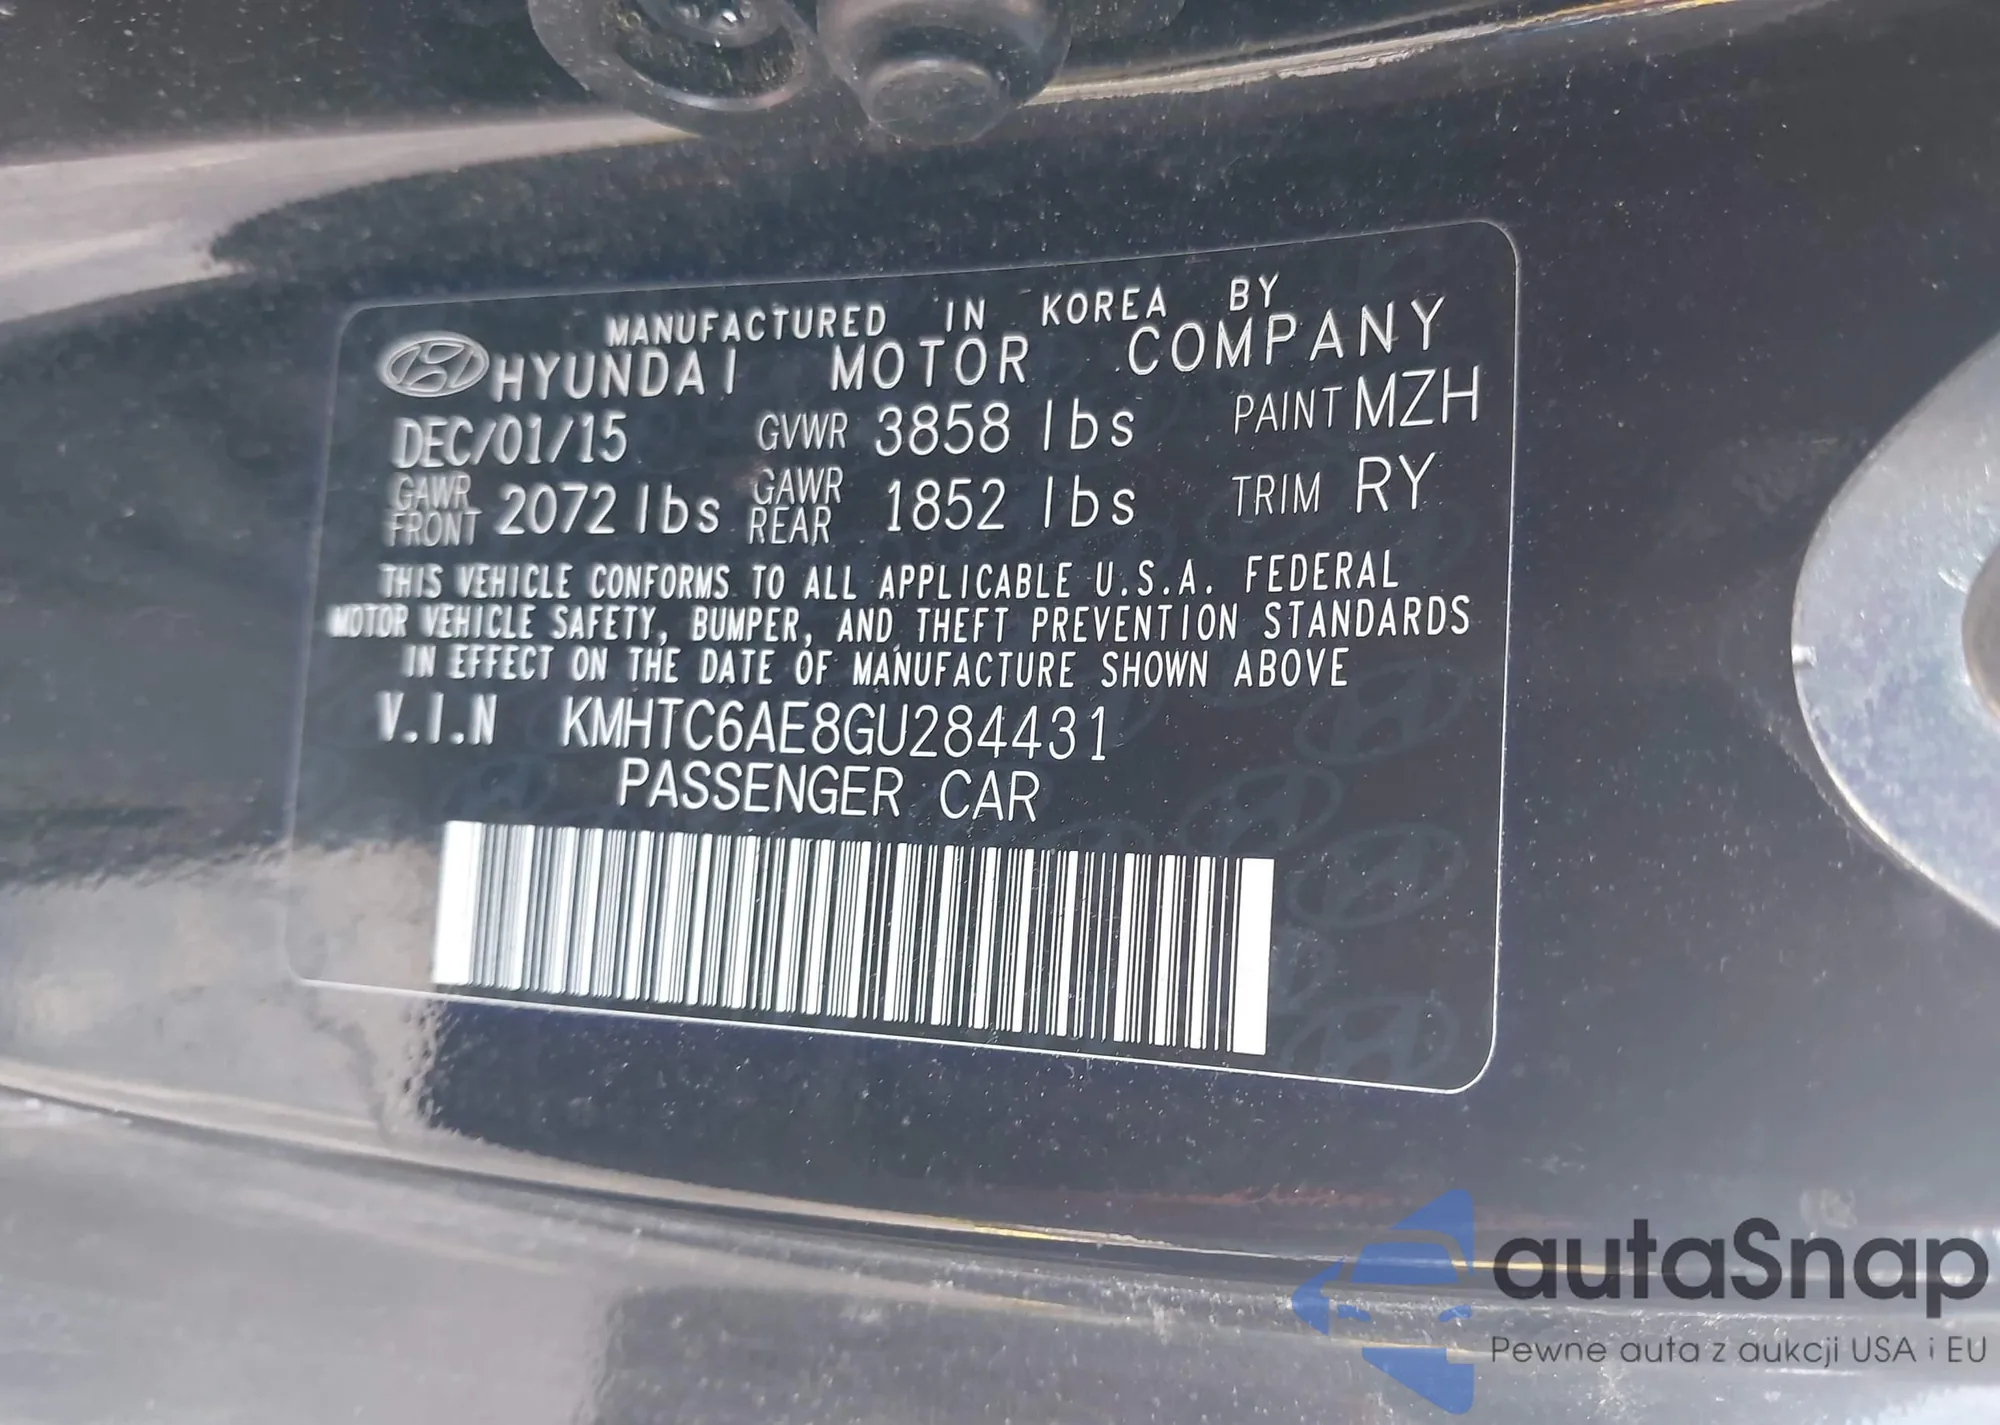 MANUFACTURED IN KOREA BY
HYUNDAI MOTOR COMPANY
DEC/01/15 GVWR 3858 lbs PAINT MZH
GAWR FRONT 2072 lbs GAWR REAR 1852 lbs TRIM RY
THIS VEHICLE CONFORMS TO ALL APPLICABLE U.S.A. FEDERAL
MOTOR VEHICLE SAFETY, BUMPER, AND THEFT PREVENTION STANDARDS
IN EFFECT ON THE DATE OF MANUFACTURE SHOWN ABOVE
V.I.N KMHTC6AE8GU284431
PASSENGER CAR
autaSnap
Pewne auta z aukcji USA i EU